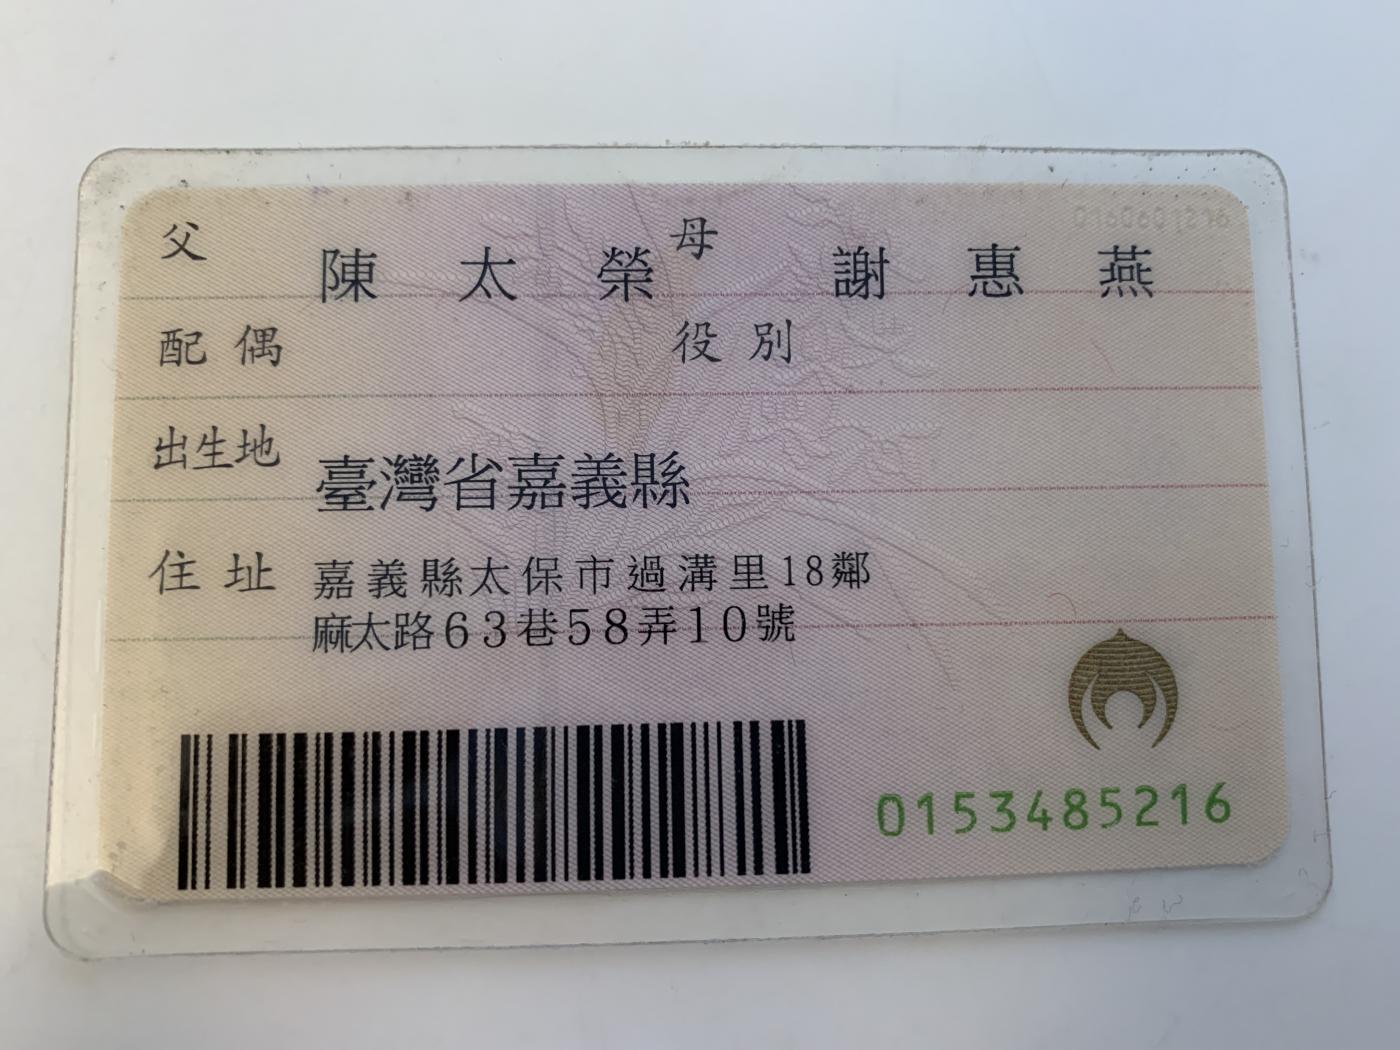 父 陳太榮 母 謝惠燕
配偶 役別
出生地 臺灣省嘉義縣
住址 嘉義縣太保市過溝里18鄰
麻太路63巷58弄10號
0153485216